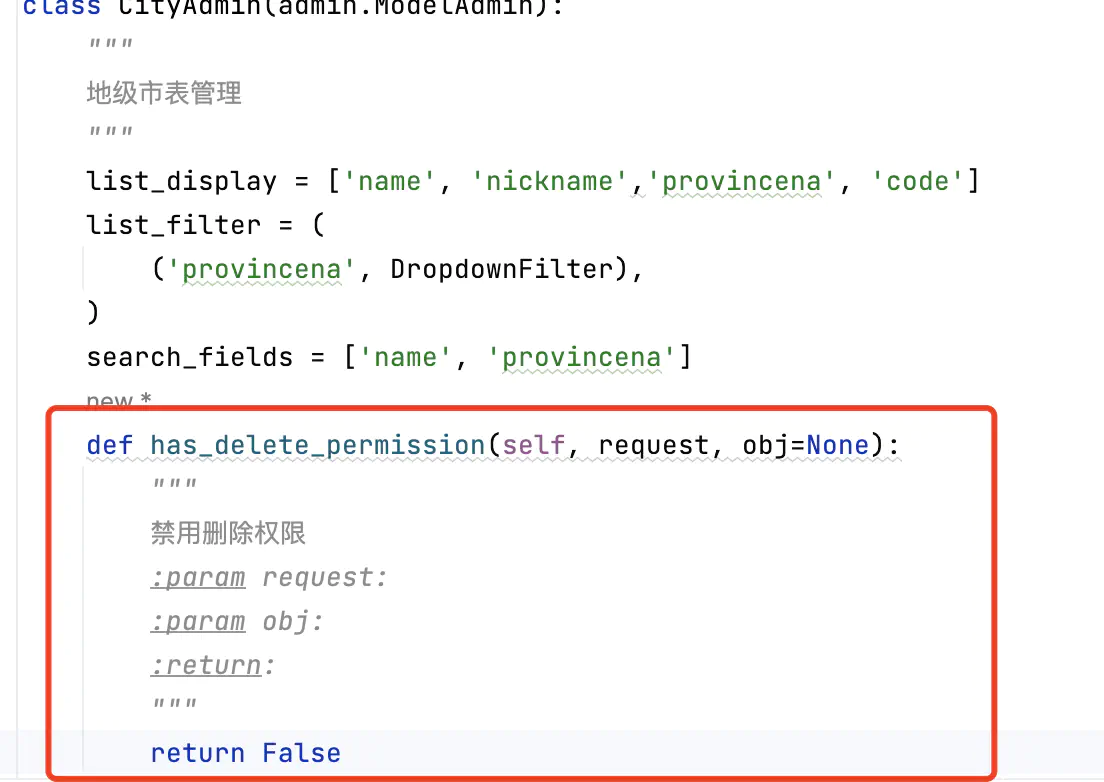 class CityAdmin(admin.ModelAdmin):
"""
地级市表管理
"""
list_display = ['name', 'nickname','provincena', 'code']
list_filter = (
('provincena', DropdownFilter),
)
search_fields = ['name', 'provincena']
new *
def has_delete_permission(self, request, obj=None):
"""
禁用删除权限
:param request:
:param obj:
:return:
"""
return False